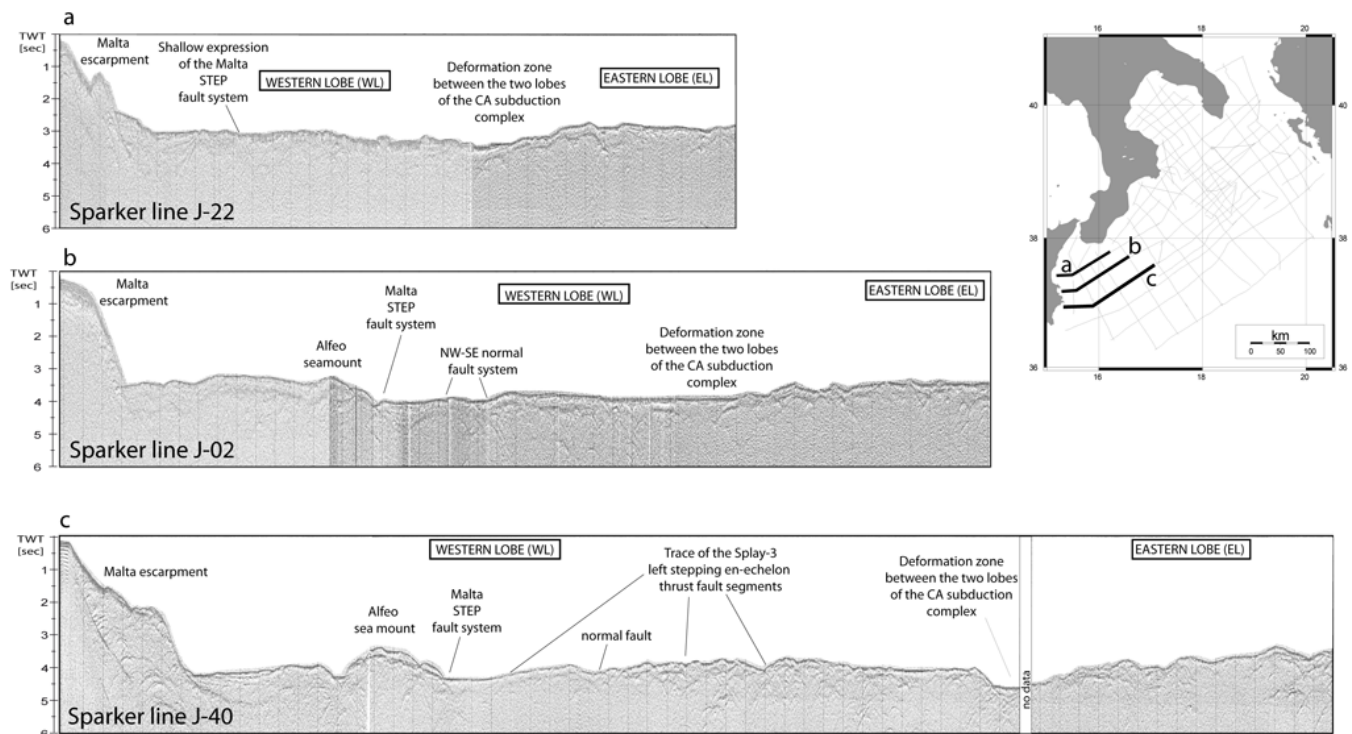 a
TWT
[sec]
1
2
3
4
5
6
Malta
escarpment
Shallow expression
of the Malta
STEP
fault system
WESTERN LOBE (WL)
Deformation zone
between the two lobes
of the CA subduction
complex
EASTERN LOBE (EL)
Sparker line J-22
b
TWT
[sec]
1
2
3
4
5
6
Malta
escarpment
Alfeo
seamount
Malta
STEP
fault system
NW-SE normal
fault system
WESTERN LOBE (WL)
Deformation zone
between the two lobes
of the CA subduction
complex
EASTERN LOBE (EL)
Sparker line J-02
c
TWT
[sec]
1
2
3
4
5
6
Malta escarpment
Alfeo
sea mount
Malta
STEP
fault system
WESTERN LOBE (WL)
normal fault
Trace of the Splay-3
left stepping en-echelon
thrust fault segments
Deformation zone
between the two lobes
of the CA subduction
complex
no data
EASTERN LOBE (EL)
Sparker line J-40
16
18
20
40
40
38
38
36
36
16
18
20
a
b
c
km
0 50 100